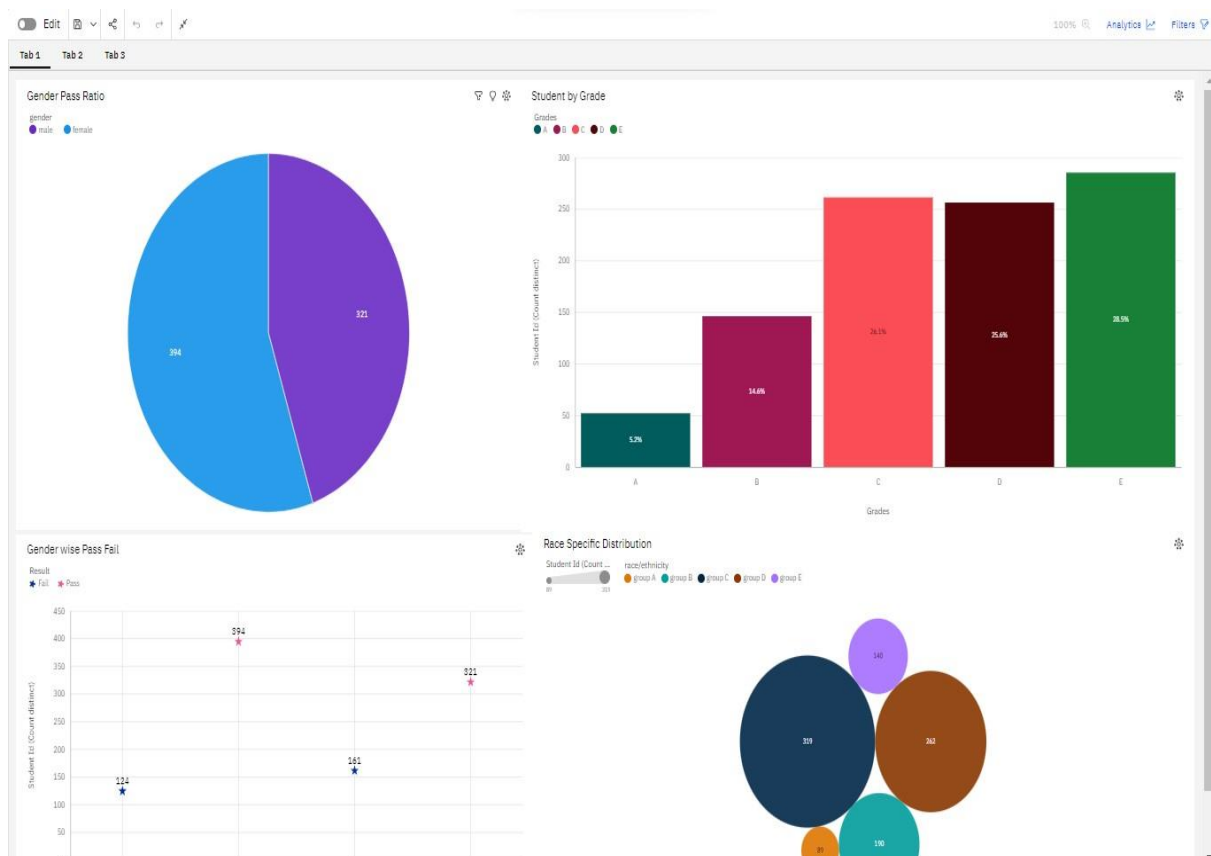 Edit
100%
Analytics
Filters
Tab 1 Tab 2 Tab 3
Gender Pass Ratio
gender
male female
321
394
Student by Grade
Grades
A B C D E
300
250
200
150
100
50
0
Student Id (Count distinct)
5.2%
14.6%
26.1%
25.6%
28.5%
A B C D E
Grades
Gender wise Pass Fail
Result
Fail Pass
450
400
350
300
250
200
150
100
50
Student Id (Count distinct)
124
394
161
321
Race Specific Distribution
Student Id (Count ...
89
race/ethnicity
group A group B group C group D group E
140
319
262
190
89